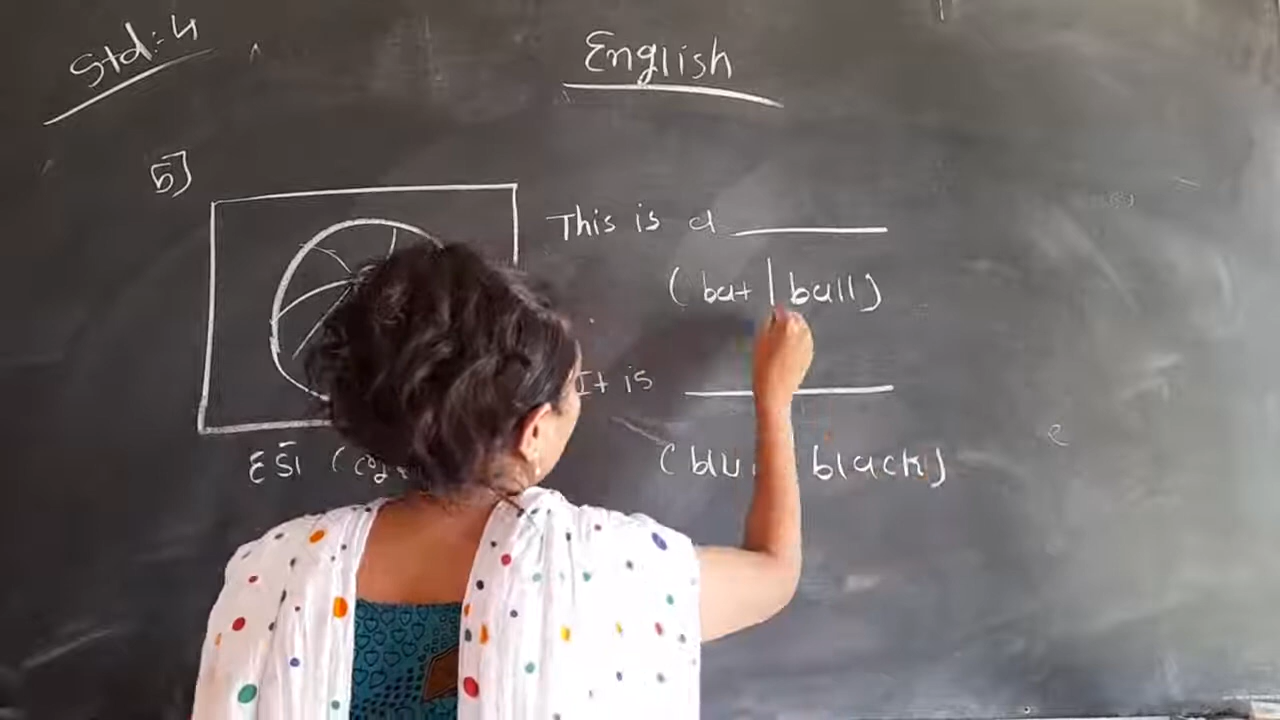 Std:-4
English
5]
This is a ______
(bat | ball)
It is ______
( black)